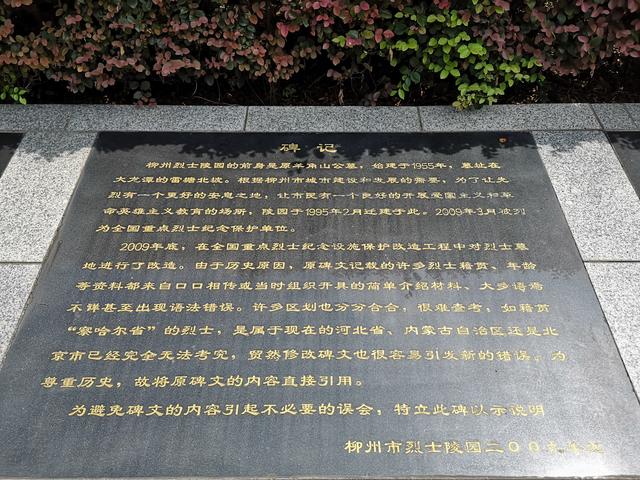 碑 记
柳州烈士陵园的前身是原羊角山公墓，始建于1955年，墓址在
大龙潭的雷塘北坡。根据柳州市城市建设和发展的需要，为了让先
烈有一个更好的安息之地，让市民有一个良好的开展爱国主义和革
命英雄主义教育的场所，陵园于1995年2月迁建于此。2009年3月被列
为全国重点烈士纪念保护单位。
2009年底，在全国重点烈士纪念设施保护改造工程中对烈士墓
地进行了改造。由于历史原因，原碑文记载的许多烈士籍贯、年龄
等资料都来自口口相传或当时组织开具的简单介绍材料、大多语焉
不详甚至出现语法错误。许多区划也分分合合，很难查考；如籍贯
“察哈尔省”的烈士，是属于现在的河北省、内蒙古自治区还是北
京市已经完全无法考究，贸然修改碑文也很容易引发新的错误。为
尊重历史，故将原碑文的内容直接引用。
为避免碑文的内容引起不必要的误会，特立此碑以示说明
柳州市烈士陵园二〇〇九年